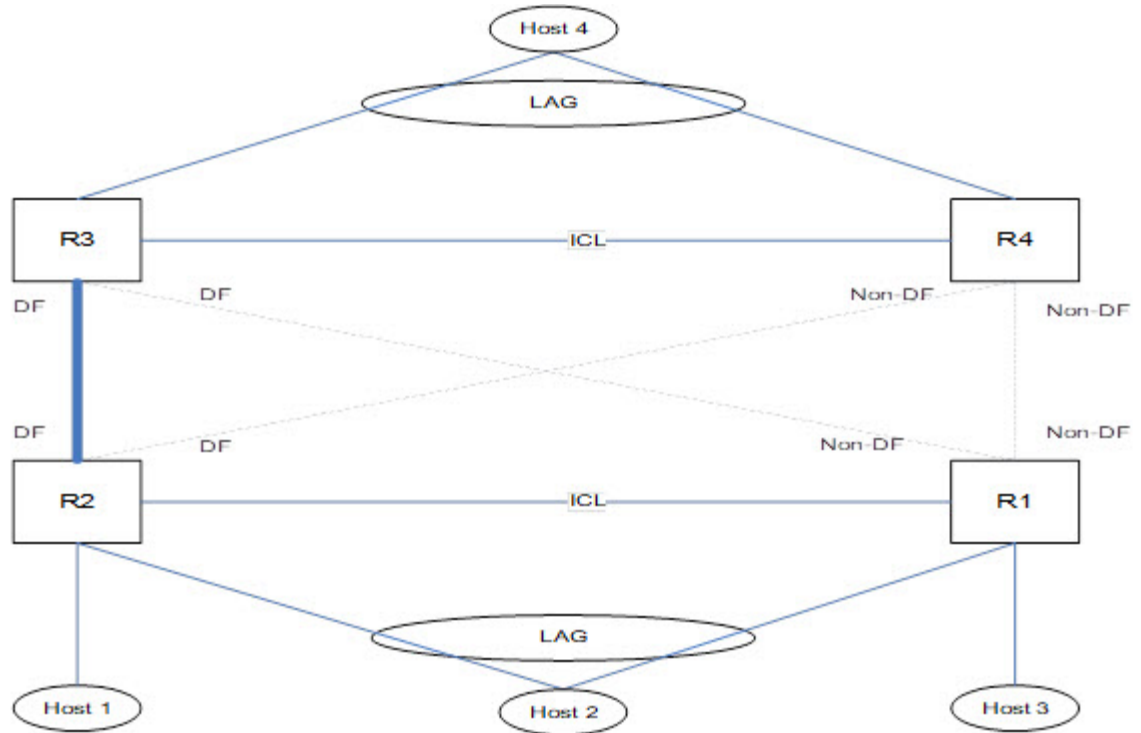 Host 4
LAG
R3
ICL
R4
DF
DF
Non-DF
Non-DF
DF
DF
Non-DF
Non-DF
R2
ICL
R1
LAG
Host 1
Host 2
Host 3